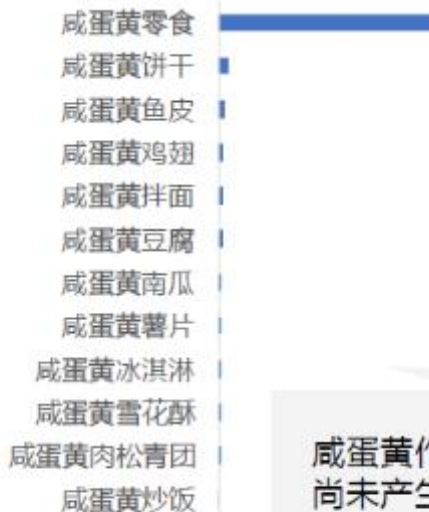 咸蛋黄零食
咸蛋黄饼干
咸蛋黄鱼皮
咸蛋黄鸡翅
咸蛋黄拌面
咸蛋黄豆腐
咸蛋黄南瓜
咸蛋黄薯片
咸蛋黄冰淇淋
咸蛋黄雪花酥
咸蛋黄肉松青团
咸蛋黄炒饭
咸蛋黄作
尚未产生